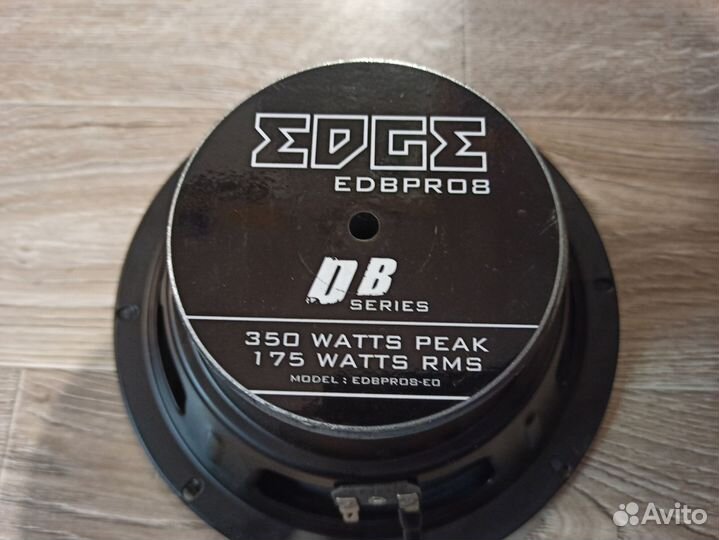 EDGE
EDBPRO8
DB
SERIES
350 WATTS PEAK
175 WATTS RMS
MODEL : EDBPRO8-E0
Avito